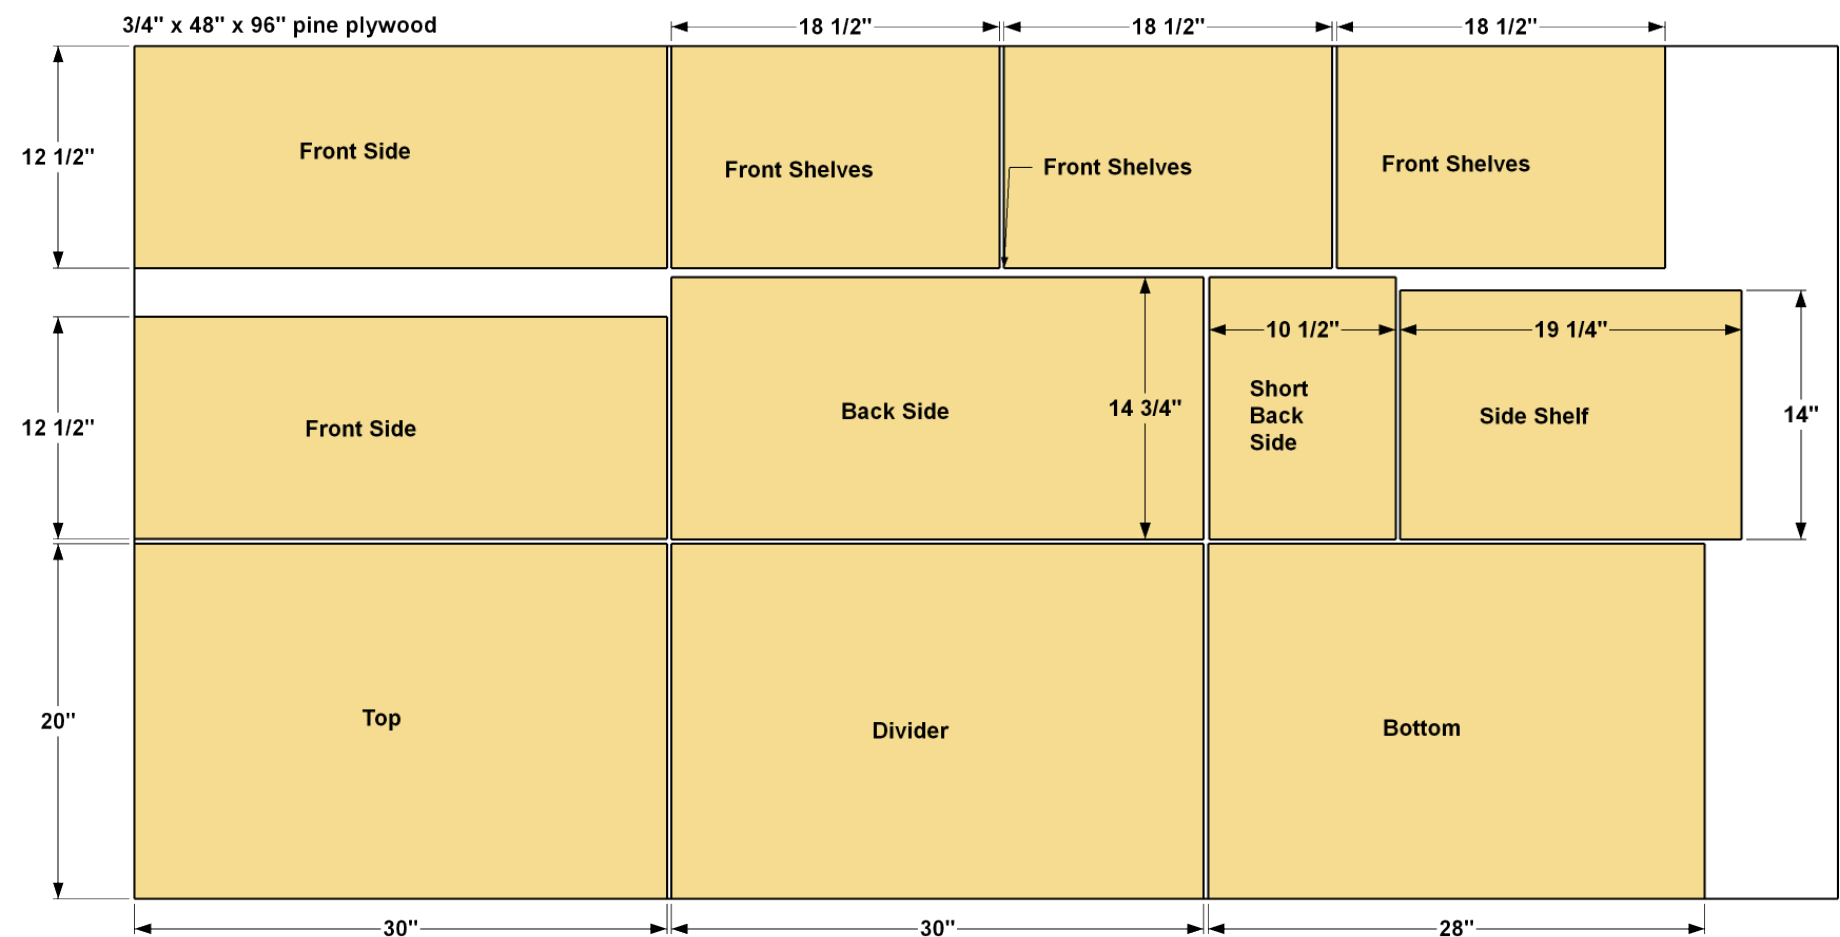 3/4" x 48" x 96" pine plywood
18 1/2"
18 1/2"
18 1/2"
12 1/2"
Front Side
Front Shelves
Front Shelves
Front Shelves
12 1/2"
Front Side
Back Side
14 3/4"
10 1/2"
Short
Back
Side
19 1/4"
Side Shelf
14"
20"
Top
Divider
Bottom
30"
30"
28"